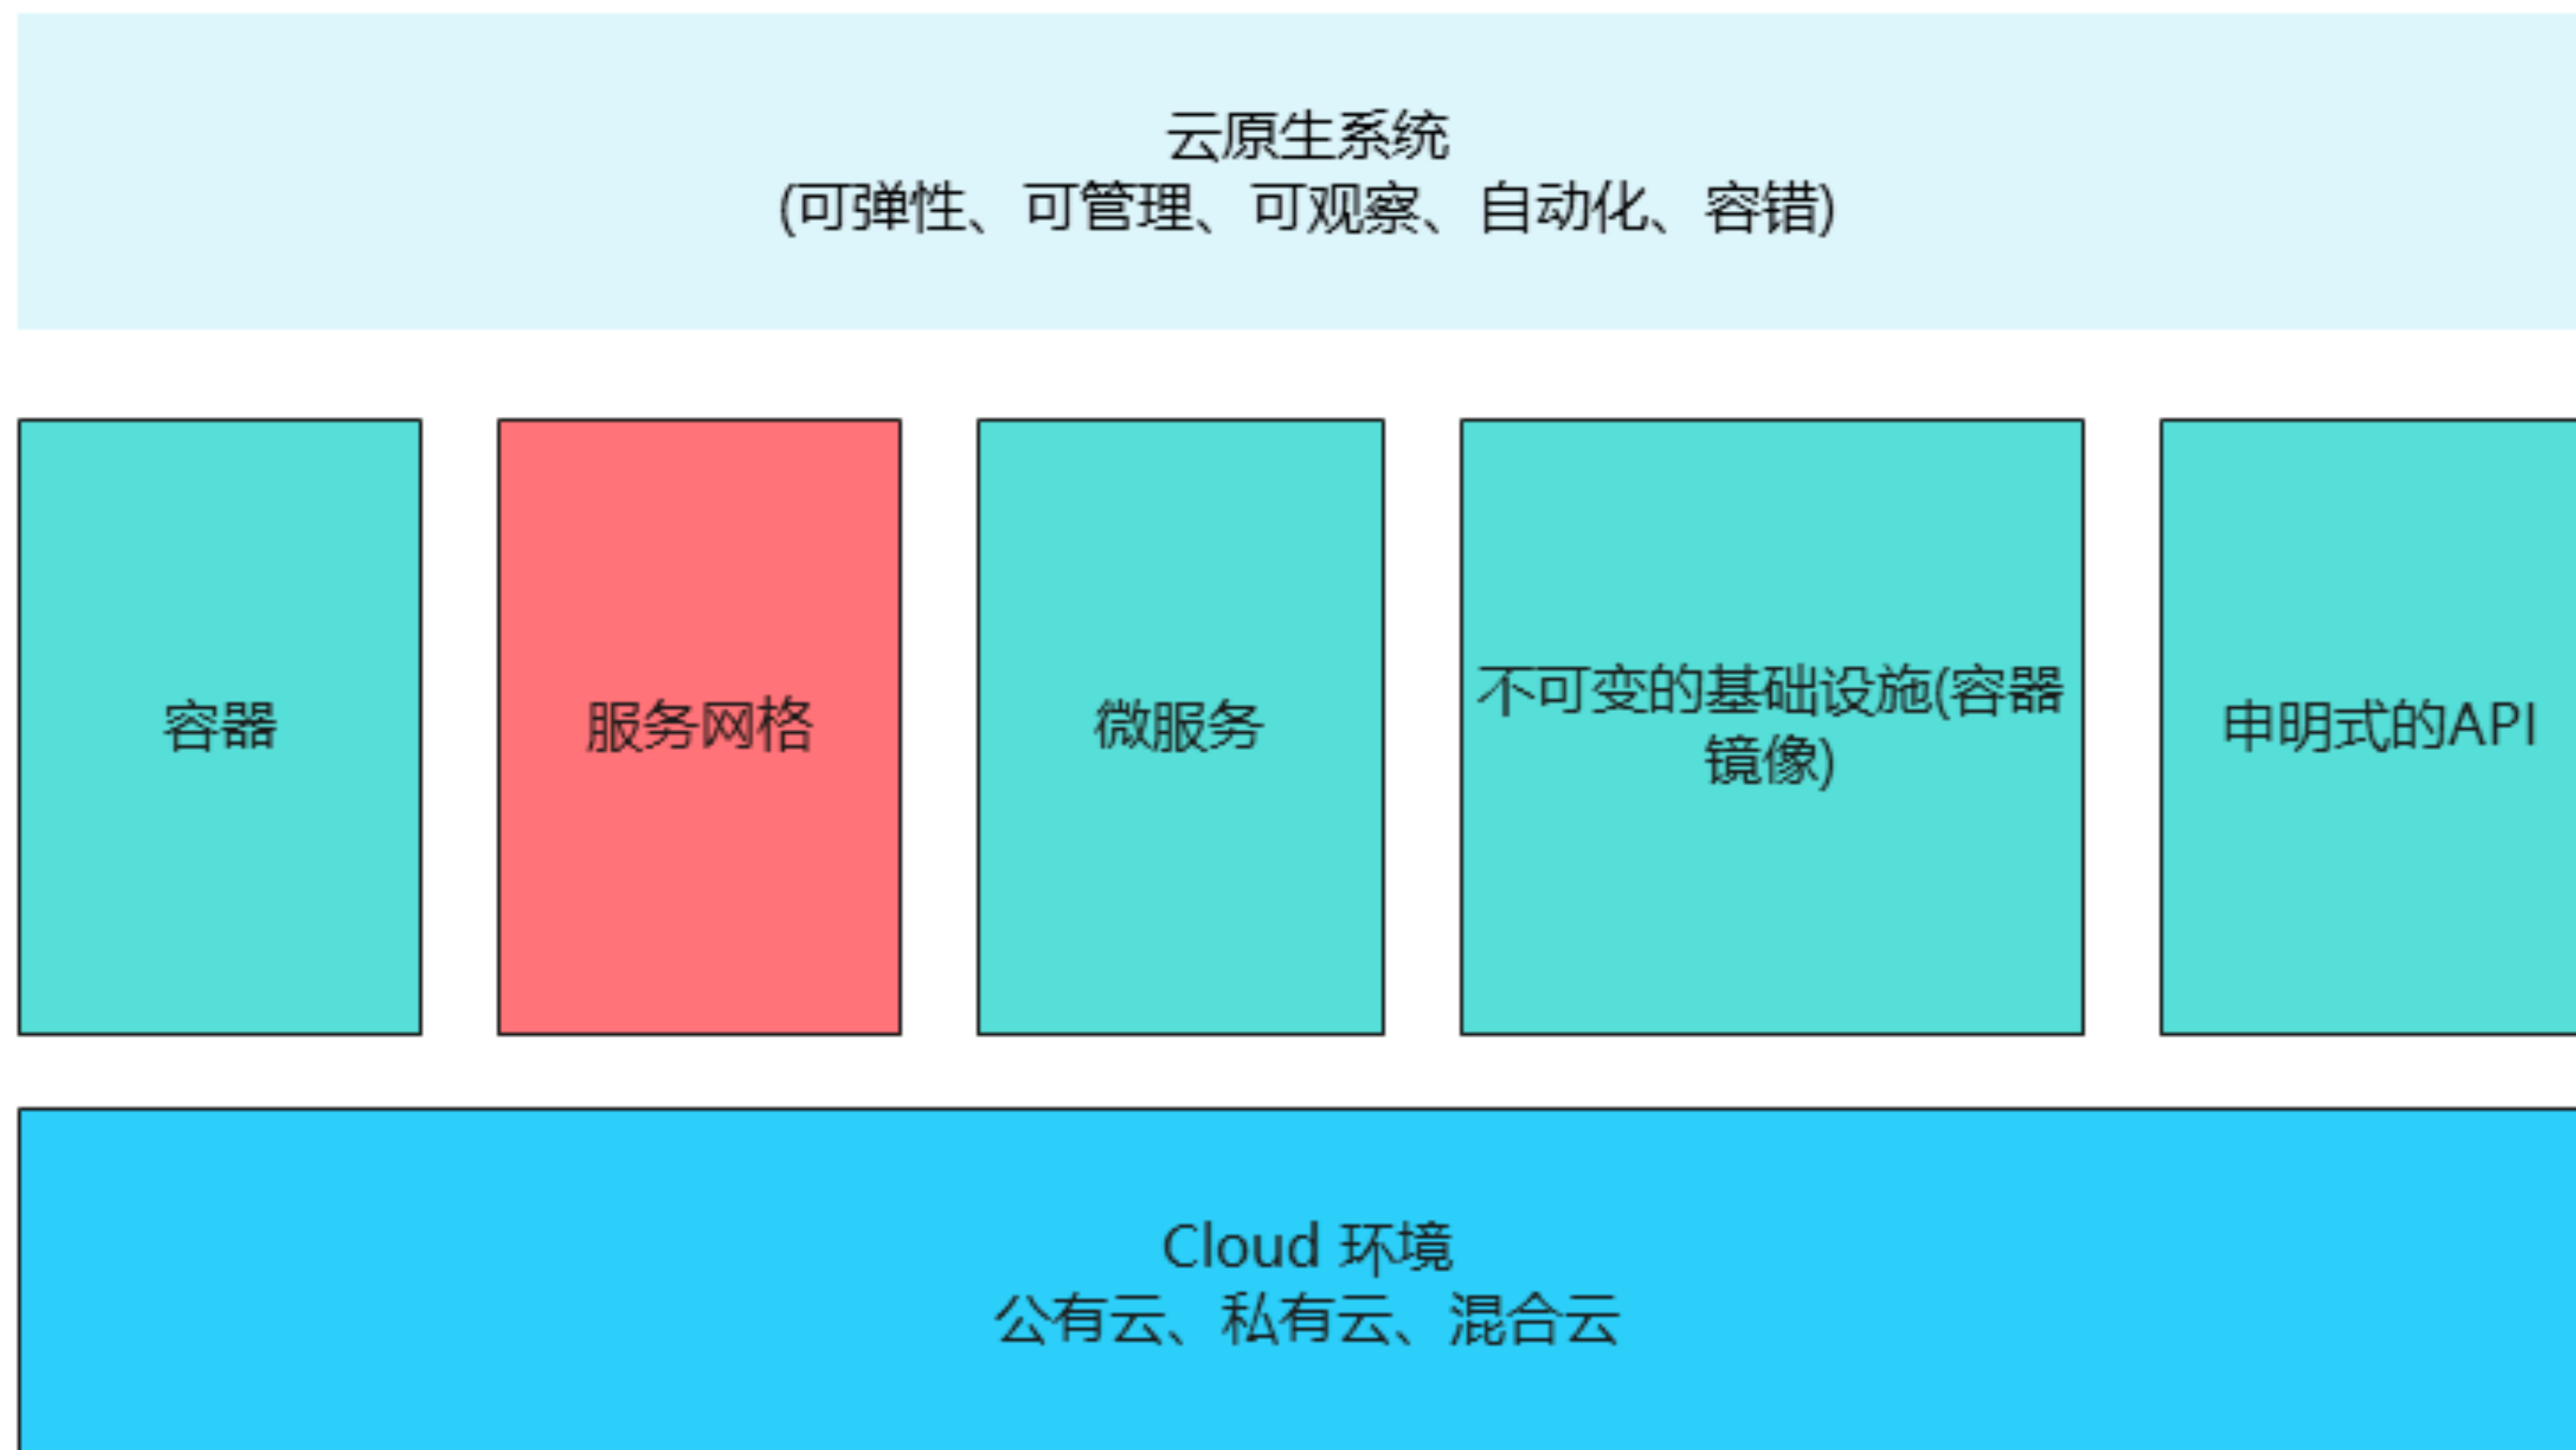 云原生系统
(可弹性、可管理、可观察、自动化、容错)
容器
服务网格
微服务
不可变的基础设施(容器
镜像)
申明式的API
Cloud 环境
公有云、私有云、混合云